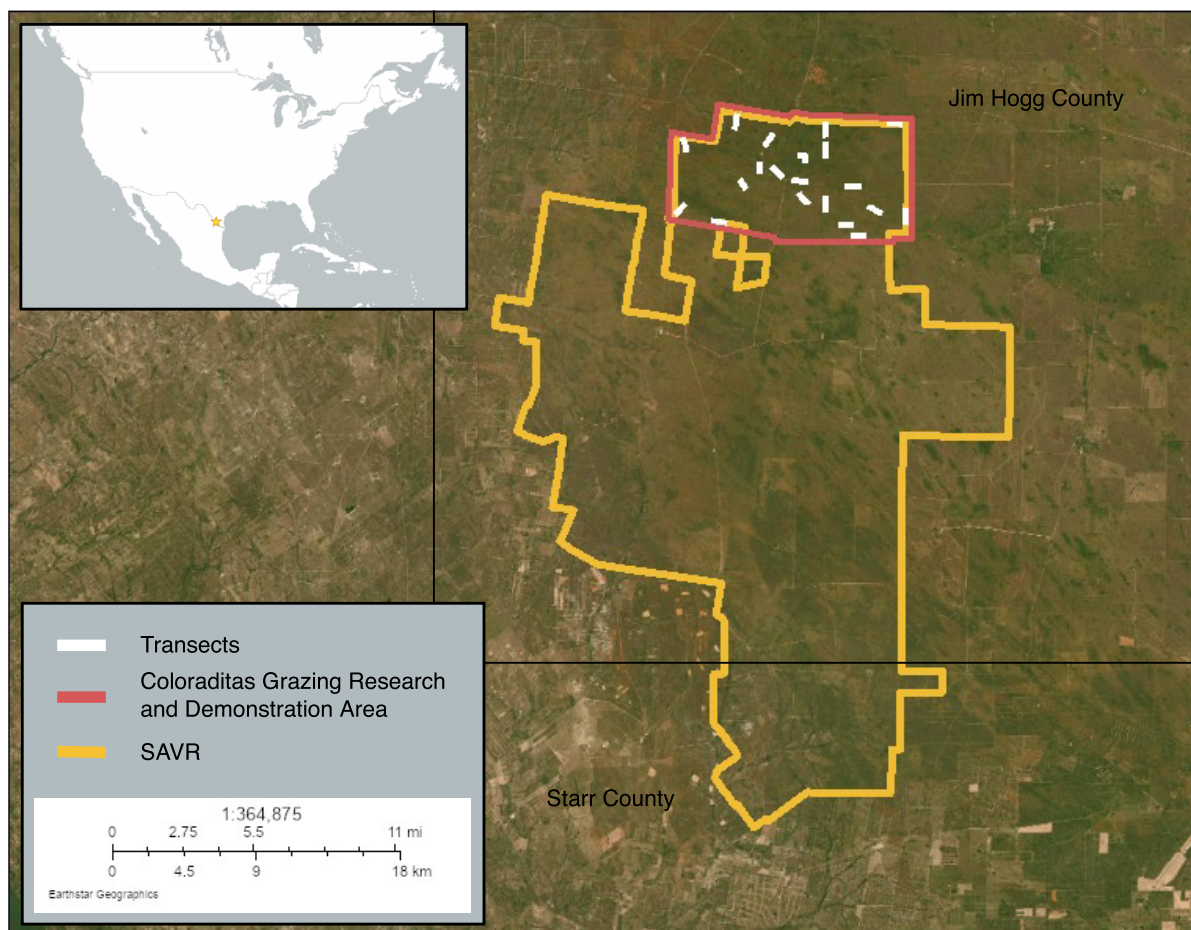 Jim Hogg County
Transects
Coloraditas Grazing Research
and Demonstration Area
SAVR
Starr County
1:364,875
0 2.75 5.5 11 mi
0 4.5 9 18 km
Earthstar Geographics